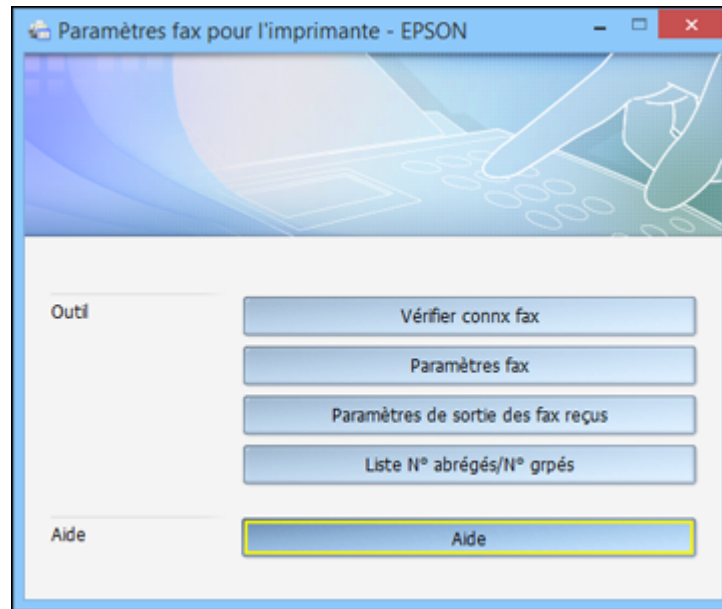 Paramètres fax pour l'imprimante - EPSON
Outil
Vérifier connx fax
Paramètres fax
Paramètres de sortie des fax reçus
Liste N° abrégés/N° grpés
Aide
Aide